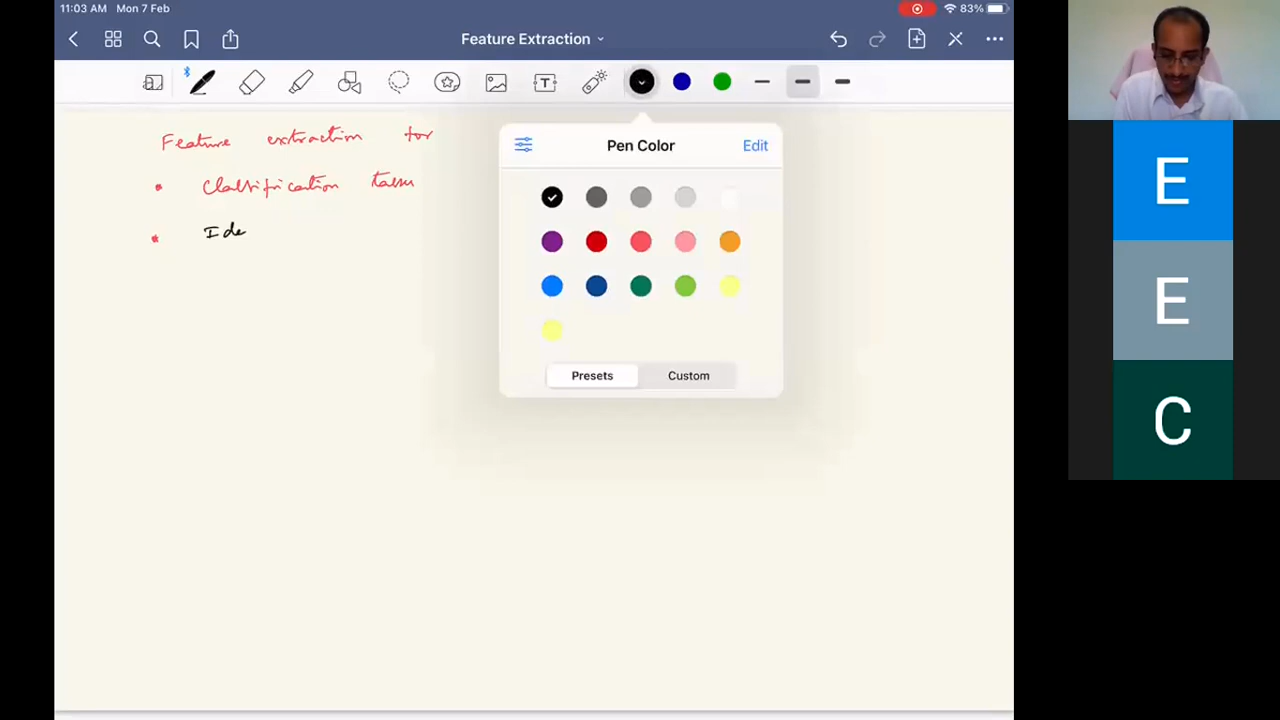 11:03 AM Mon 7 Feb
83%
Feature Extraction
T
Feature extraction for
Pen Color
Edit
• Classification
• Ide
Presets
Custom
E
E
C